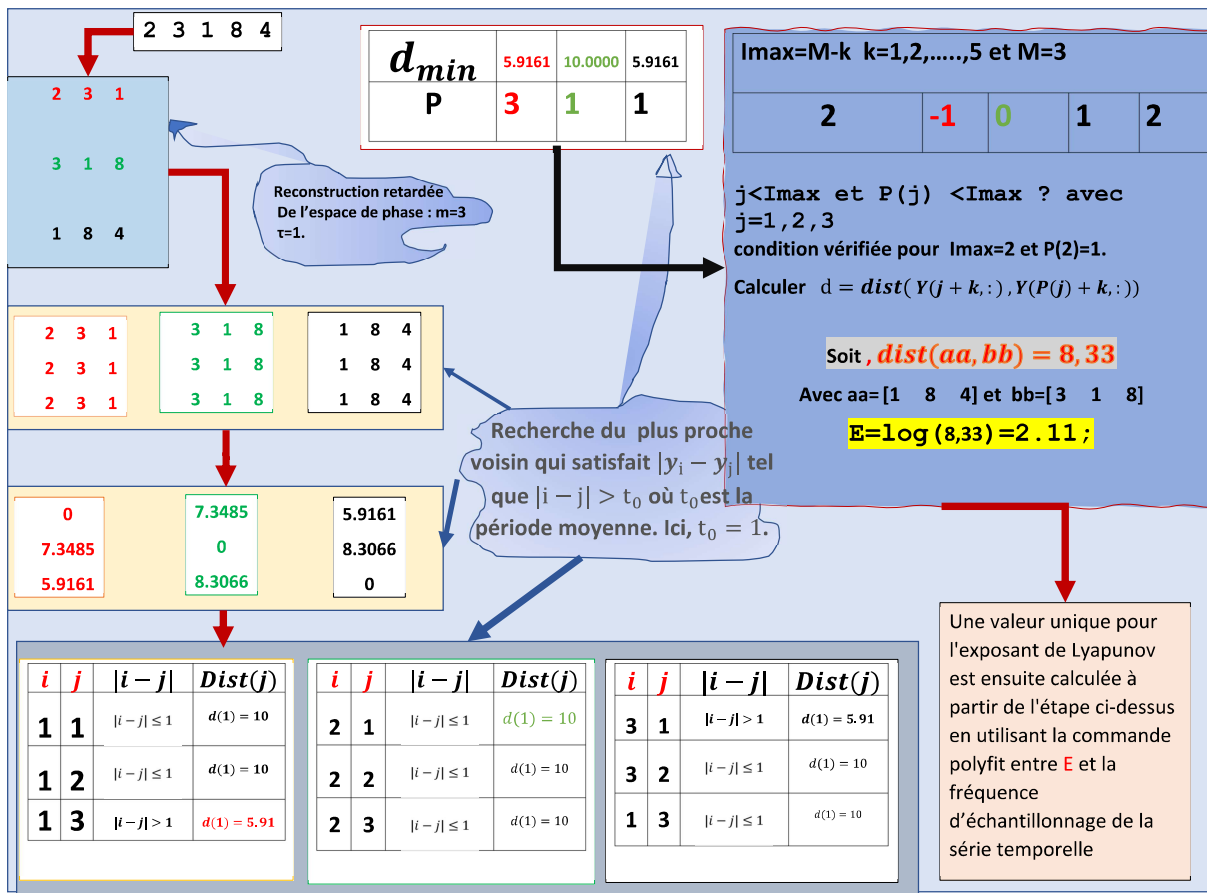 2 3 1 8 4
2 3 1
3 1 8
1 8 4
Reconstruction retardée
De l'espace de phase : m=3
τ=1.
d_min 5.9161 10.0000 5.9161
P 3 1 1
Imax=M-k k=1,2,.....,5 et M=3
2 -1 0 1 2
j<Imax et P(j) <Imax ? avec
j=1,2,3
condition vérifiée pour Imax=2 et P(2)=1.
Calculer d = dist( Y(j + k, : ) , Y(P(j) + k, : ))
Soit , dist(aa, bb) = 8, 33
Avec aa=[1 8 4] et bb=[3 1 8]
E=log(8,33)=2.11;
2 3 1
2 3 1
2 3 1
3 1 8
3 1 8
3 1 8
1 8 4
1 8 4
1 8 4
Recherche du plus proche
voisin qui satisfait |y_i − y_j| tel
que |i − j| > t_0 où t_0 est la
période moyenne. Ici, t_0 = 1.
0
7.3485
5.9161
7.3485
0
8.3066
5.9161
8.3066
0
i j |i − j| Dist(j)
1 1 |i − j| ≤ 1 d(1) = 10
1 2 |i − j| ≤ 1 d(1) = 10
1 3 |i − j| > 1 d(1) = 5.91
i j |i − j| Dist(j)
2 1 |i − j| ≤ 1 d(1) = 10
2 2 |i − j| ≤ 1 d(1) = 10
2 3 |i − j| ≤ 1 d(1) = 10
i j |i − j| Dist(j)
3 1 |i − j| > 1 d(1) = 5.91
3 2 |i − j| ≤ 1 d(1) = 10
1 3 |i − j| ≤ 1 d(1) = 10
Une valeur unique pour
l'exposant de Lyapunov
est ensuite calculée à
partir de l'étape ci-dessus
en utilisant la commande
polyfit entre E et la
fréquence
d'échantillonnage de la
série temporelle